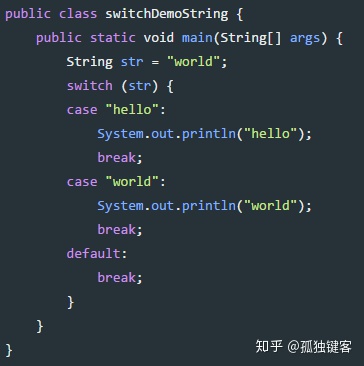 public class switchDemoString {
    public static void main(String[] args) {
        String str = "world";
        switch (str) {
        case "hello":
            System.out.println("hello");
            break;
        case "world":
            System.out.println("world");
            break;
        default:
            break;
        }
    }
}
知乎 @孤独键客